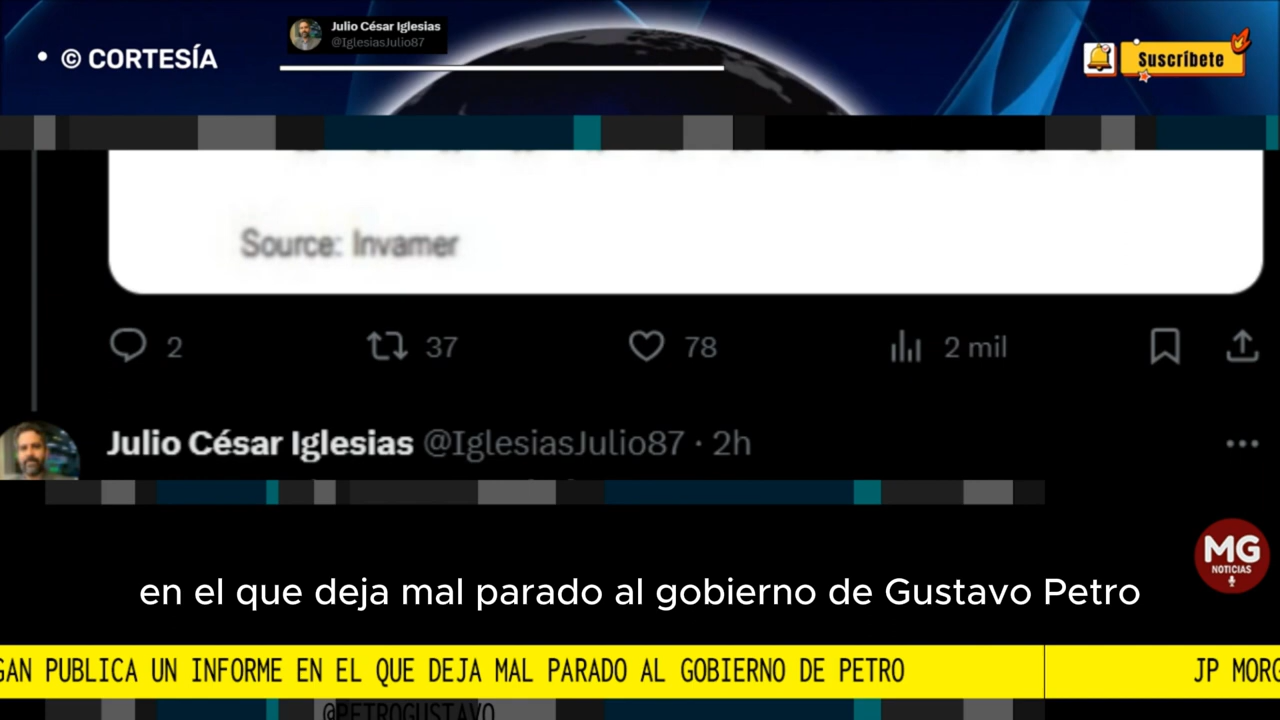 Julio César Iglesias
@IglesiasJulio87
• © CORTESÍA
Suscríbete
Source: Invamer
2 37 78 2 mil
Julio César Iglesias @IglesiasJulio87 · 2h
MG
NOTICIAS
en el que deja mal parado al gobierno de Gustavo Petro
GAN PUBLICA UN INFORME EN EL QUE DEJA MAL PARADO AL GOBIERNO DE PETRO JP MORG
@PETROGUSTAVO